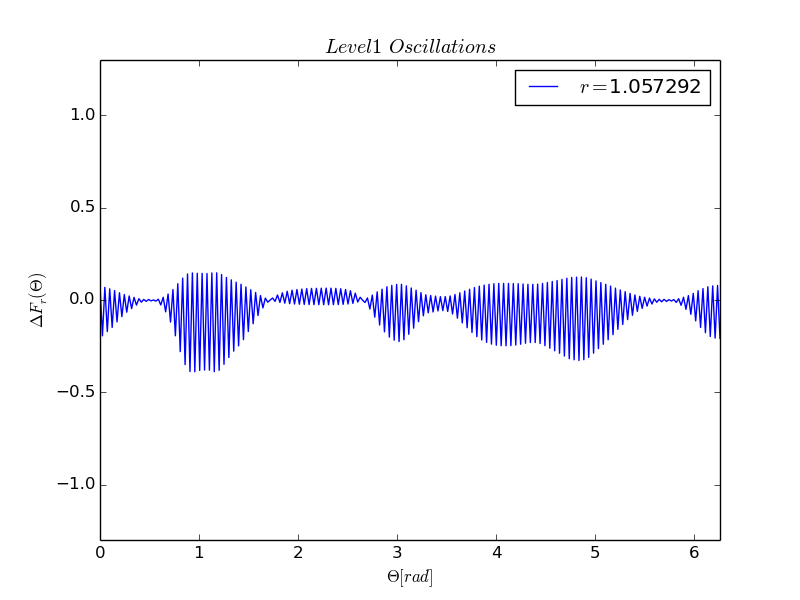 Level1 Oscillations
r=1.057292
1.0
0.5
0.0
−0.5
−1.0
ΔF_r(Θ)
0 1 2 3 4 5 6
Θ[rad]